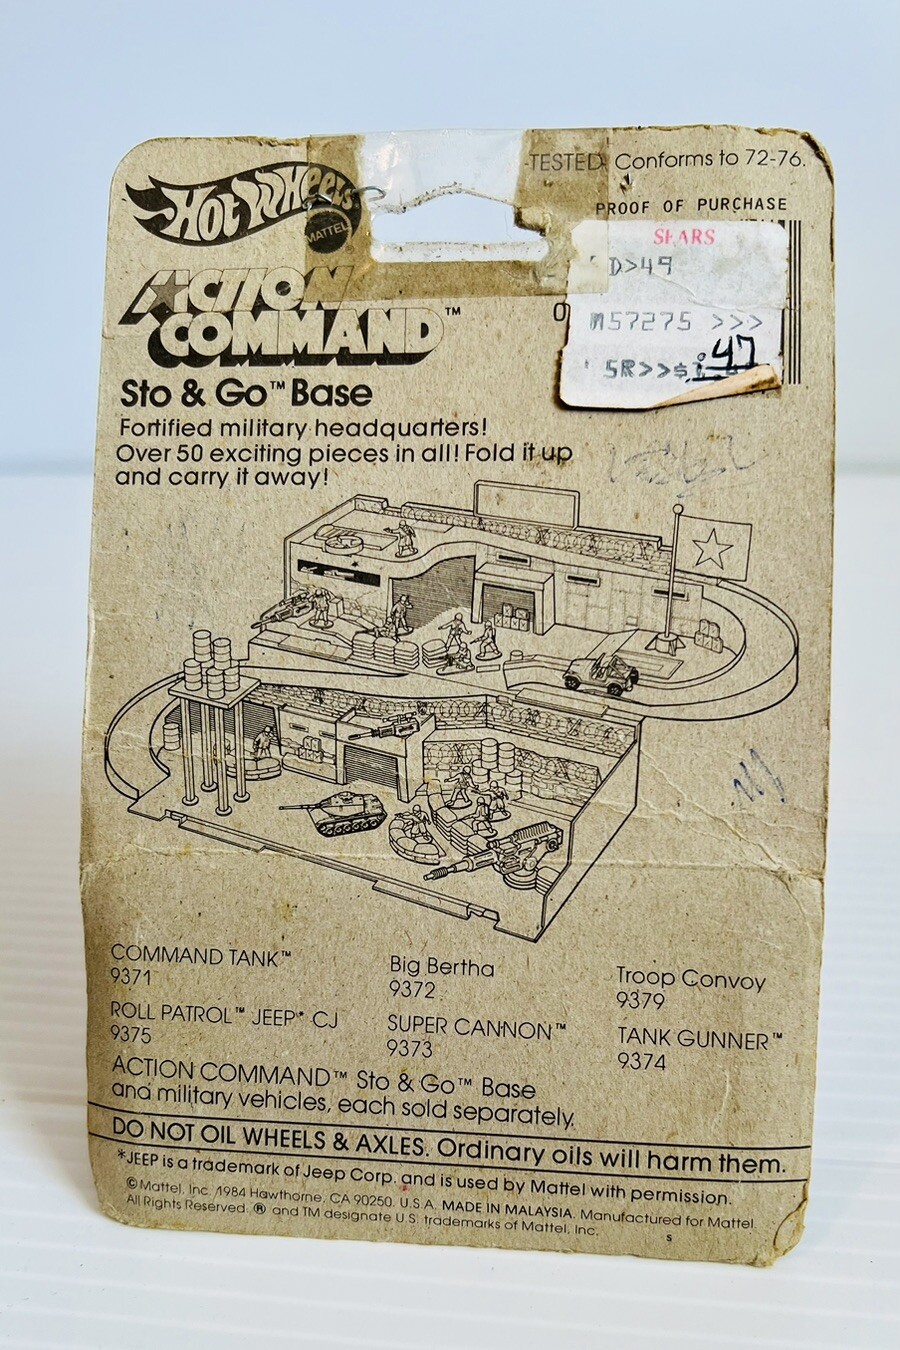 HOT WHEELS
MATTEL
-TESTED. Conforms to 72-76.
PROOF OF PURCHASE
SEARS
D>49
M57275 >>>
SR>>$
47
ACTION
COMMAND™
Sto & Go™ Base
Fortified military headquarters!
Over 50 exciting pieces in all! Fold it up
and carry it away!
COMMAND TANK™
9371
Big Bertha
9372
Troop Convoy
9379
ROLL PATROL™ JEEP* CJ
9375
SUPER CANNON™
9373
TANK GUNNER™
9374
ACTION COMMAND™ Sto & Go™ Base
and military vehicles, each sold separately.
DO NOT OIL WHEELS & AXLES. Ordinary oils will harm them.
*JEEP is a trademark of Jeep Corp. and is used by Mattel with permission.
© Mattel, Inc. 1984 Hawthorne, CA 90250. U.S.A. MADE IN MALAYSIA. Manufactured for Mattel.
All Rights Reserved. ® and TM designate U.S. trademarks of Mattel, Inc.
s